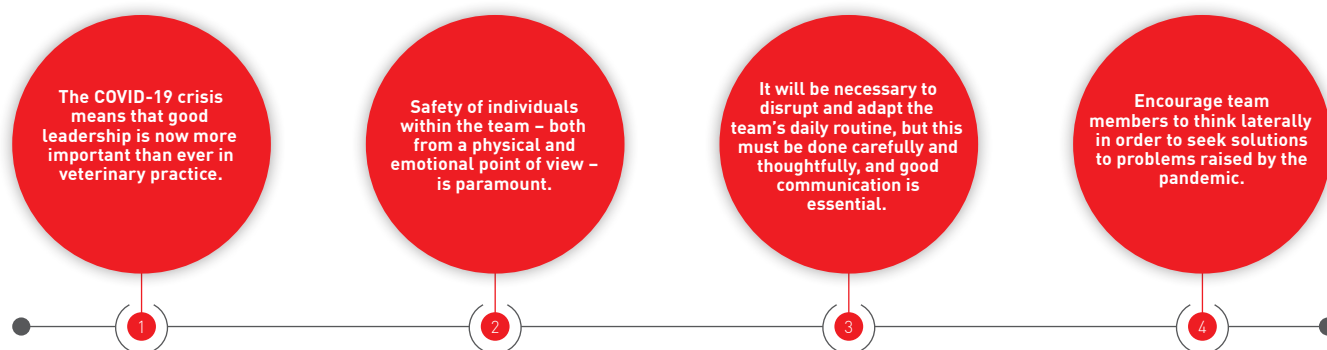 The COVID-19 crisis
means that good
leadership is now more
important than ever in
veterinary practice.
Safety of individuals
within the team – both
from a physical and
emotional point of view –
is paramount.
It will be necessary to
disrupt and adapt the
team’s daily routine, but this
must be done carefully and
thoughtfully, and good
communication is
essential.
Encourage team
members to think laterally
in order to seek solutions
to problems raised by the
pandemic.
1
2
3
4